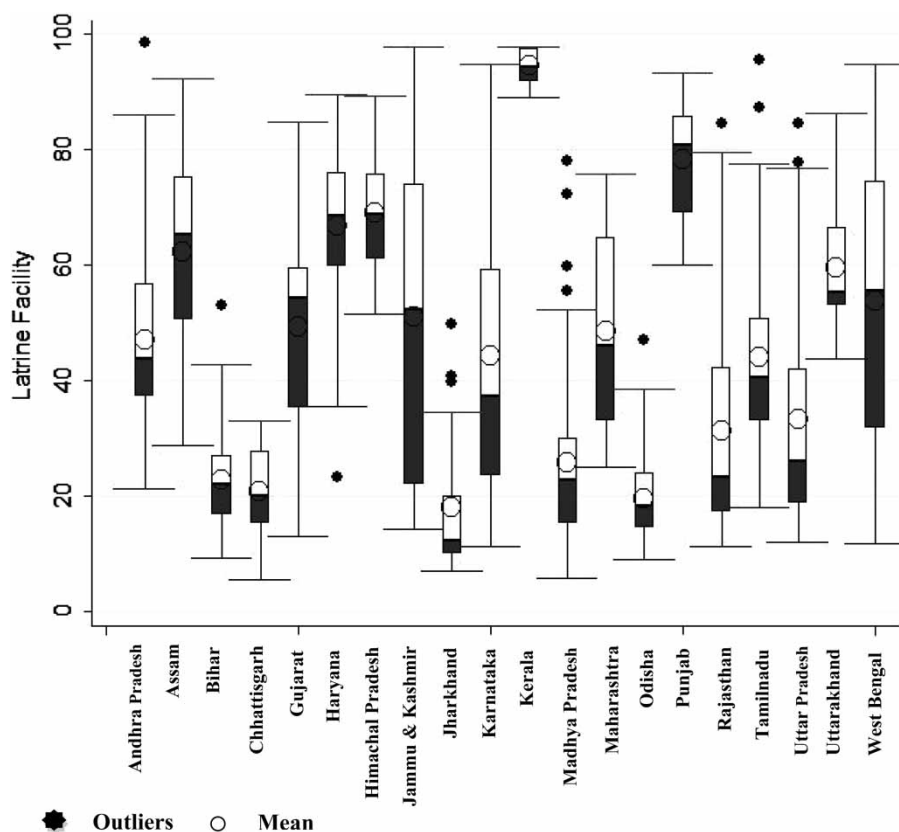 100
80
60
40
20
0
Latrine Facility
Andhra Pradesh
Assam
Bihar
Chhattisgarh
Gujarat
Haryana
Himachal Pradesh
Jammu & Kashmir
Jharkhand
Karnataka
Kerala
Madhya Pradesh
Maharashtra
Odisha
Punjab
Rajasthan
Tamilnadu
Uttar Pradesh
Uttarakhand
West Bengal
Outliers Mean